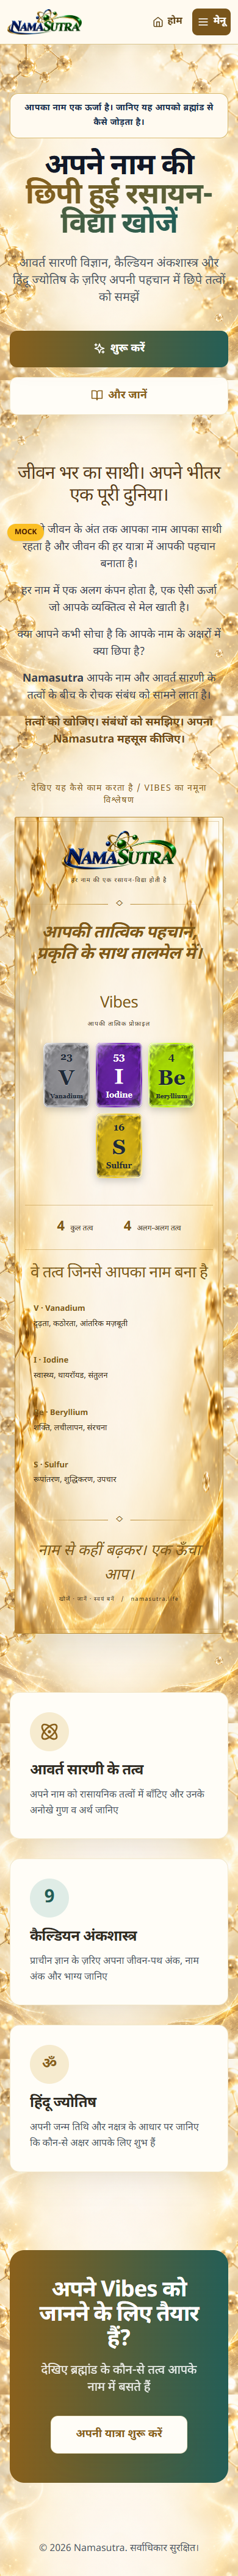 NAMASUTRA
होम
मेनू
आपका नाम एक ऊर्जा है। जानिए यह आपको ब्रह्मांड से
कैसे जोड़ता है।
अपने नाम की
छिपी हुई रसायन-
विद्या खोजें
आवर्त सारणी विज्ञान, कैल्डियन अंकशास्त्र और
हिंदू ज्योतिष के ज़रिए अपनी पहचान में छिपे तत्वों
को समझें
शुरू करें
और जानें
जीवन भर का साथी। अपने भीतर
एक पूरी दुनिया।
MOCK
जीवन के अंत तक आपका नाम आपका साथी
रहता है और जीवन की हर यात्रा में आपकी पहचान
बनाता है।
हर नाम में एक अलग कंपन होता है, एक ऐसी ऊर्जा
जो आपके व्यक्तित्व से मेल खाती है।
क्या आपने कभी सोचा है कि आपके नाम के अक्षरों में
क्या छिपा है?
Namasutra आपके नाम और आवर्त सारणी के
तत्वों के बीच के रोचक संबंध को सामने लाता है।
तत्वों को खोजिए। संबंधों को समझिए। अपना
Namasutra महसूस कीजिए।
देखिए यह कैसे काम करता है / VIBES का नमूना
विश्लेषण
NAMASUTRA
हर नाम की एक रसायन-विद्या होती है
आपकी तात्विक पहचान,
प्रकृति के साथ तालमेल में।
Vibes
आपकी तात्विक प्रोफ़ाइल
23
V
Vanadium
53
I
Iodine
4
Be
Beryllium
16
S
Sulfur
4 कुल तत्व
4 अलग-अलग तत्व
वे तत्व जिनसे आपका नाम बना है
V · Vanadium
दृढ़ता, कठोरता, आंतरिक मज़बूती
I · Iodine
स्वास्थ्य, थायरॉयड, संतुलन
Be · Beryllium
शक्ति, लचीलापन, संरचना
S · Sulfur
रूपांतरण, शुद्धिकरण, उपचार
नाम से कहीं बढ़कर। एक ऊँचा
आप।
खोजें · जानें · स्वयं बनें / namasutra.life
आवर्त सारणी के तत्व
अपने नाम को रासायनिक तत्वों में बाँटिए और उनके
अनोखे गुण व अर्थ जानिए
9
कैल्डियन अंकशास्त्र
प्राचीन ज्ञान के ज़रिए अपना जीवन-पथ अंक, नाम
अंक और भाग्य जानिए
ॐ
हिंदू ज्योतिष
अपनी जन्म तिथि और नक्षत्र के आधार पर जानिए
कि कौन-से अक्षर आपके लिए शुभ हैं
अपने Vibes को
जानने के लिए तैयार
हैं?
देखिए ब्रह्मांड के कौन-से तत्व आपके
नाम में बसते हैं
अपनी यात्रा शुरू करें
© 2026 Namasutra. सर्वाधिकार सुरक्षित।